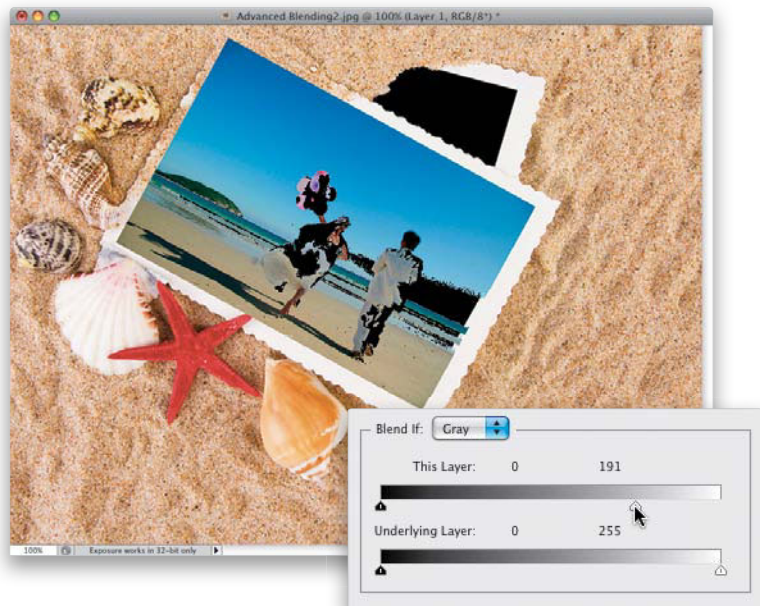 Advanced Blending2.jpg @ 100% (Layer 1, RGB/8*) *
100% Exposure works in 32-bit only
Blend If: Gray
This Layer: 0 191
Underlying Layer: 0 255